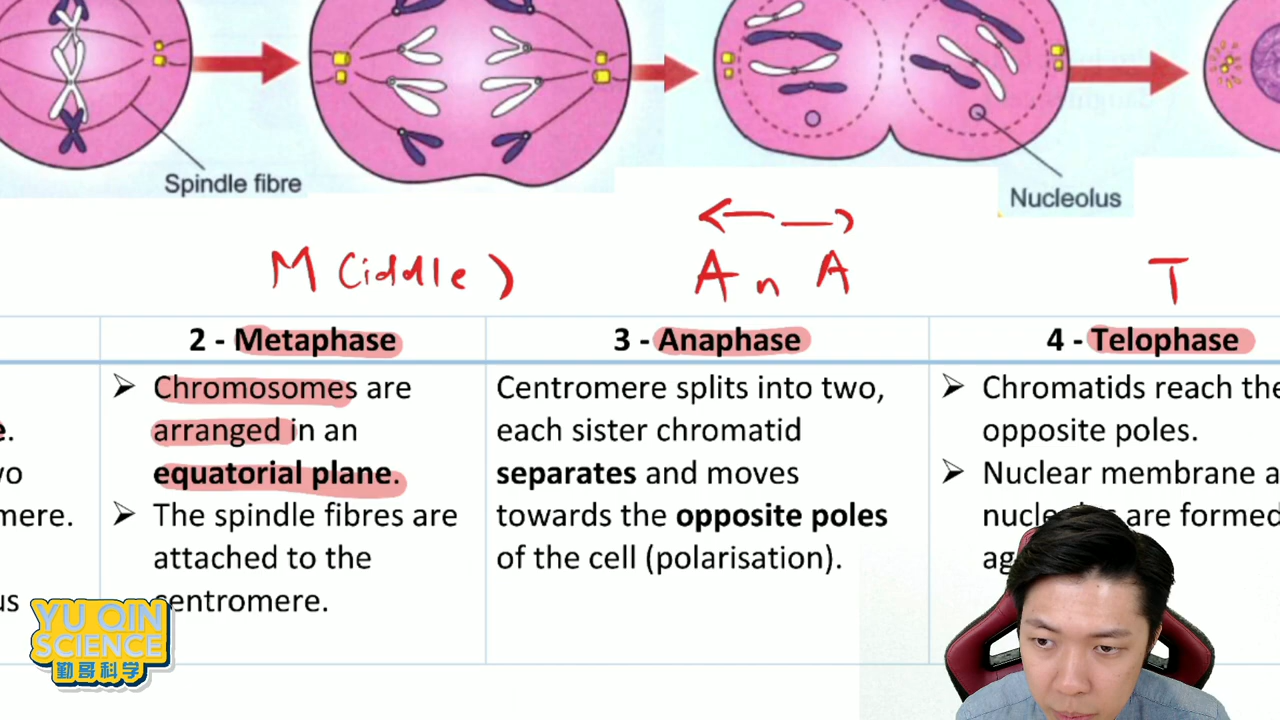 Spindle fibre
Nucleolus
M (iddle)
A n A
T
2 - Metaphase
3 - Anaphase
4 - Telophase
➤ Chromosomes are
arranged in an
equatorial plane.
➤ The spindle fibres are
attached to the
centromere.
Centromere splits into two,
each sister chromatid
separates and moves
towards the opposite poles
of the cell (polarisation).
➤ Chromatids reach the
opposite poles.
➤ Nuclear membrane
are formed
YU QIN
SCIENCE
勤哥科学